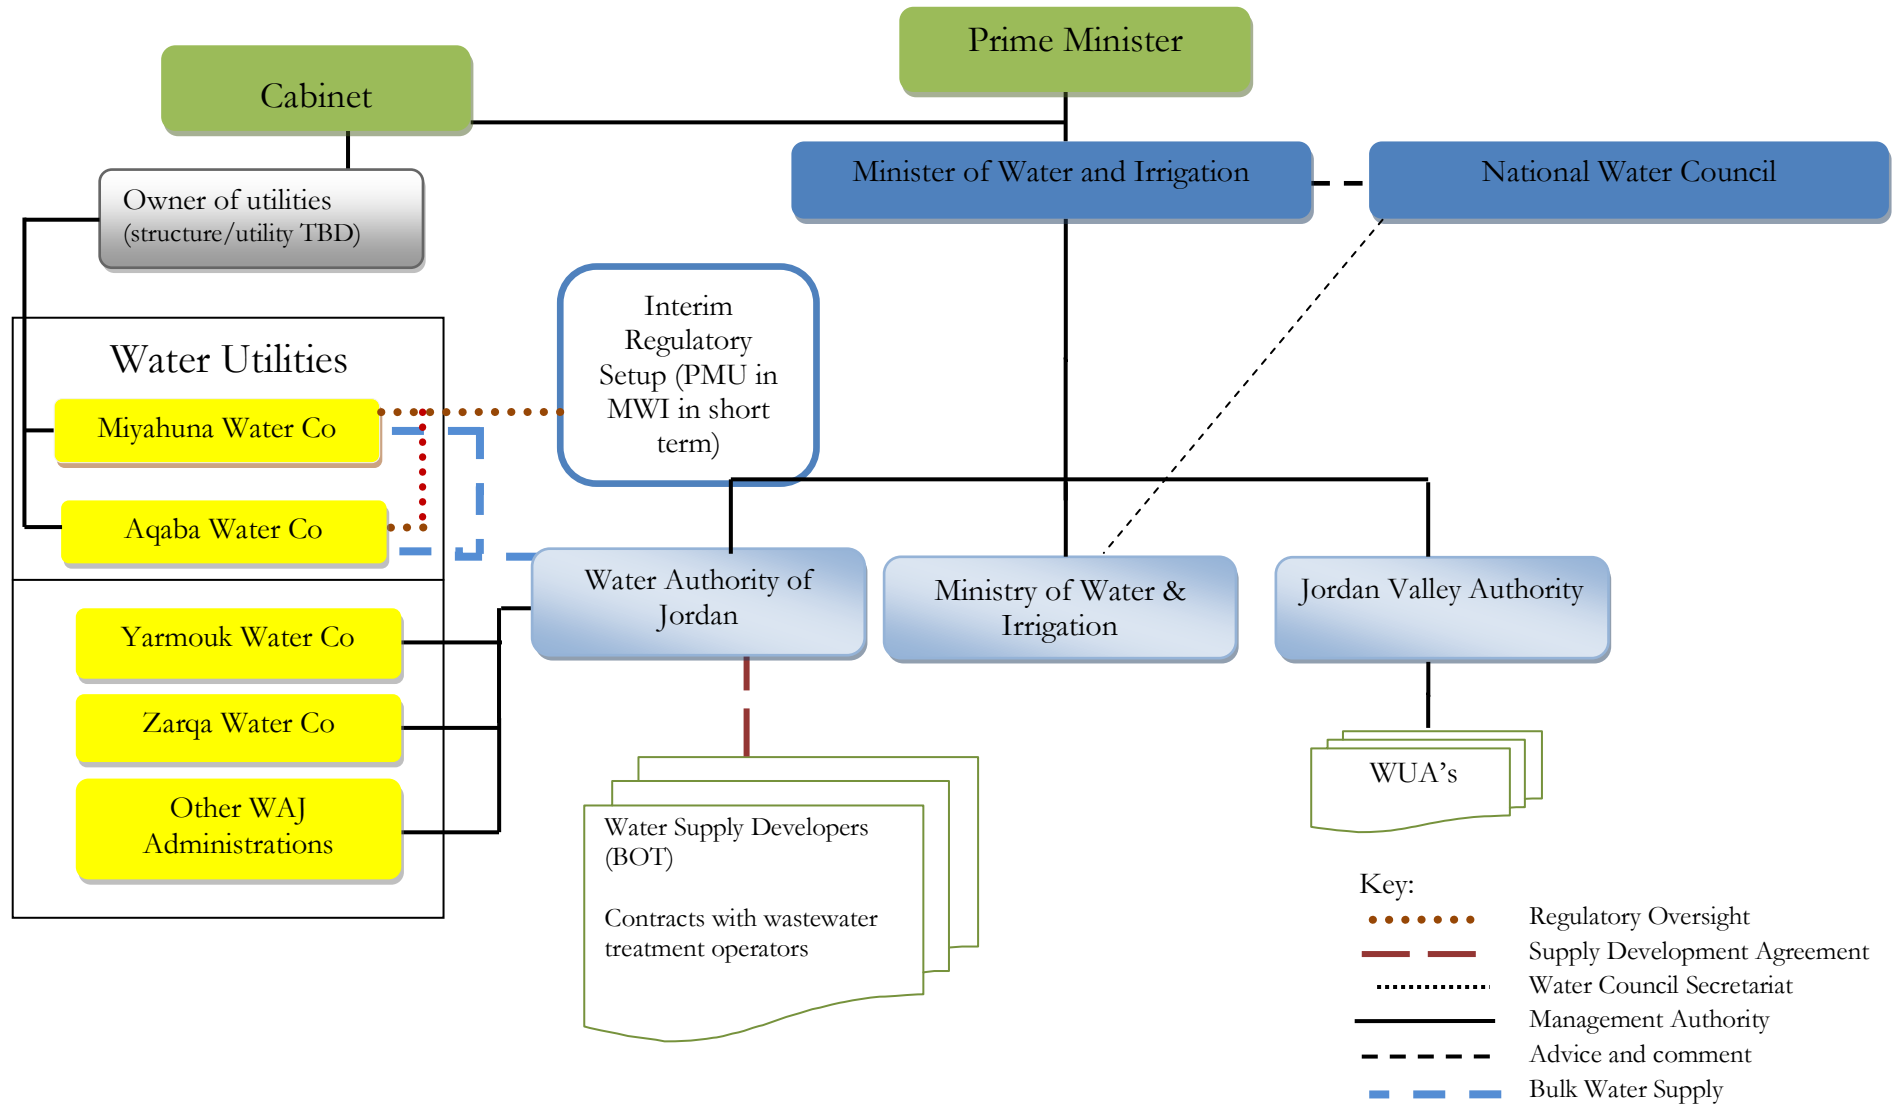 Prime Minister
Cabinet
Minister of Water and Irrigation
National Water Council
Owner of utilities
(structure/utility TBD)
Interim
Regulatory
Setup (PMU in
MWI in short
term)
Water Utilities
Miyahuna Water Co
Aqaba Water Co
Water Authority of
Jordan
Ministry of Water &
Irrigation
Jordan Valley Authority
Yarmouk Water Co
Zarqa Water Co
Other WAJ
Administrations
WUA’s
Water Supply Developers
(BOT)
Contracts with wastewater
treatment operators
Key:
Regulatory Oversight
Supply Development Agreement
Water Council Secretariat
Management Authority
Advice and comment
Bulk Water Supply